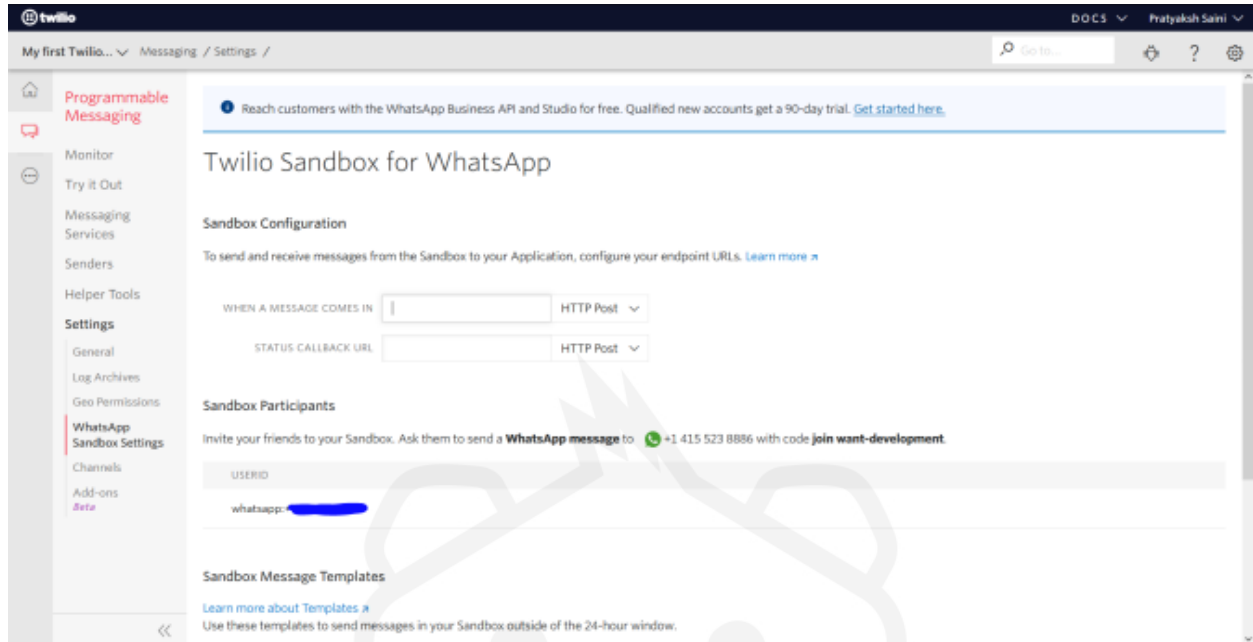 twilio
DOCS
Pratyaksh Saini
My first Twilio...
Messaging / Settings /
Go to...
Programmable
Messaging
Monitor
Try it Out
Messaging
Services
Senders
Helper Tools
Settings
General
Log Archives
Geo Permissions
WhatsApp
Sandbox Settings
Channels
Add-ons
Beta
Reach customers with the WhatsApp Business API and Studio for free. Qualified new accounts get a 90-day trial. Get started here.
Twilio Sandbox for WhatsApp
Sandbox Configuration
To send and receive messages from the Sandbox to your Application, configure your endpoint URLs. Learn more
WHEN A MESSAGE COMES IN HTTP Post
STATUS CALLBACK URL HTTP Post
Sandbox Participants
Invite your friends to your Sandbox. Ask them to send a WhatsApp message to +1 415 523 8886 with code join want-development.
USERID
whatsapp:
Sandbox Message Templates
Learn more about Templates
Use these templates to send messages in your Sandbox outside of the 24-hour window.